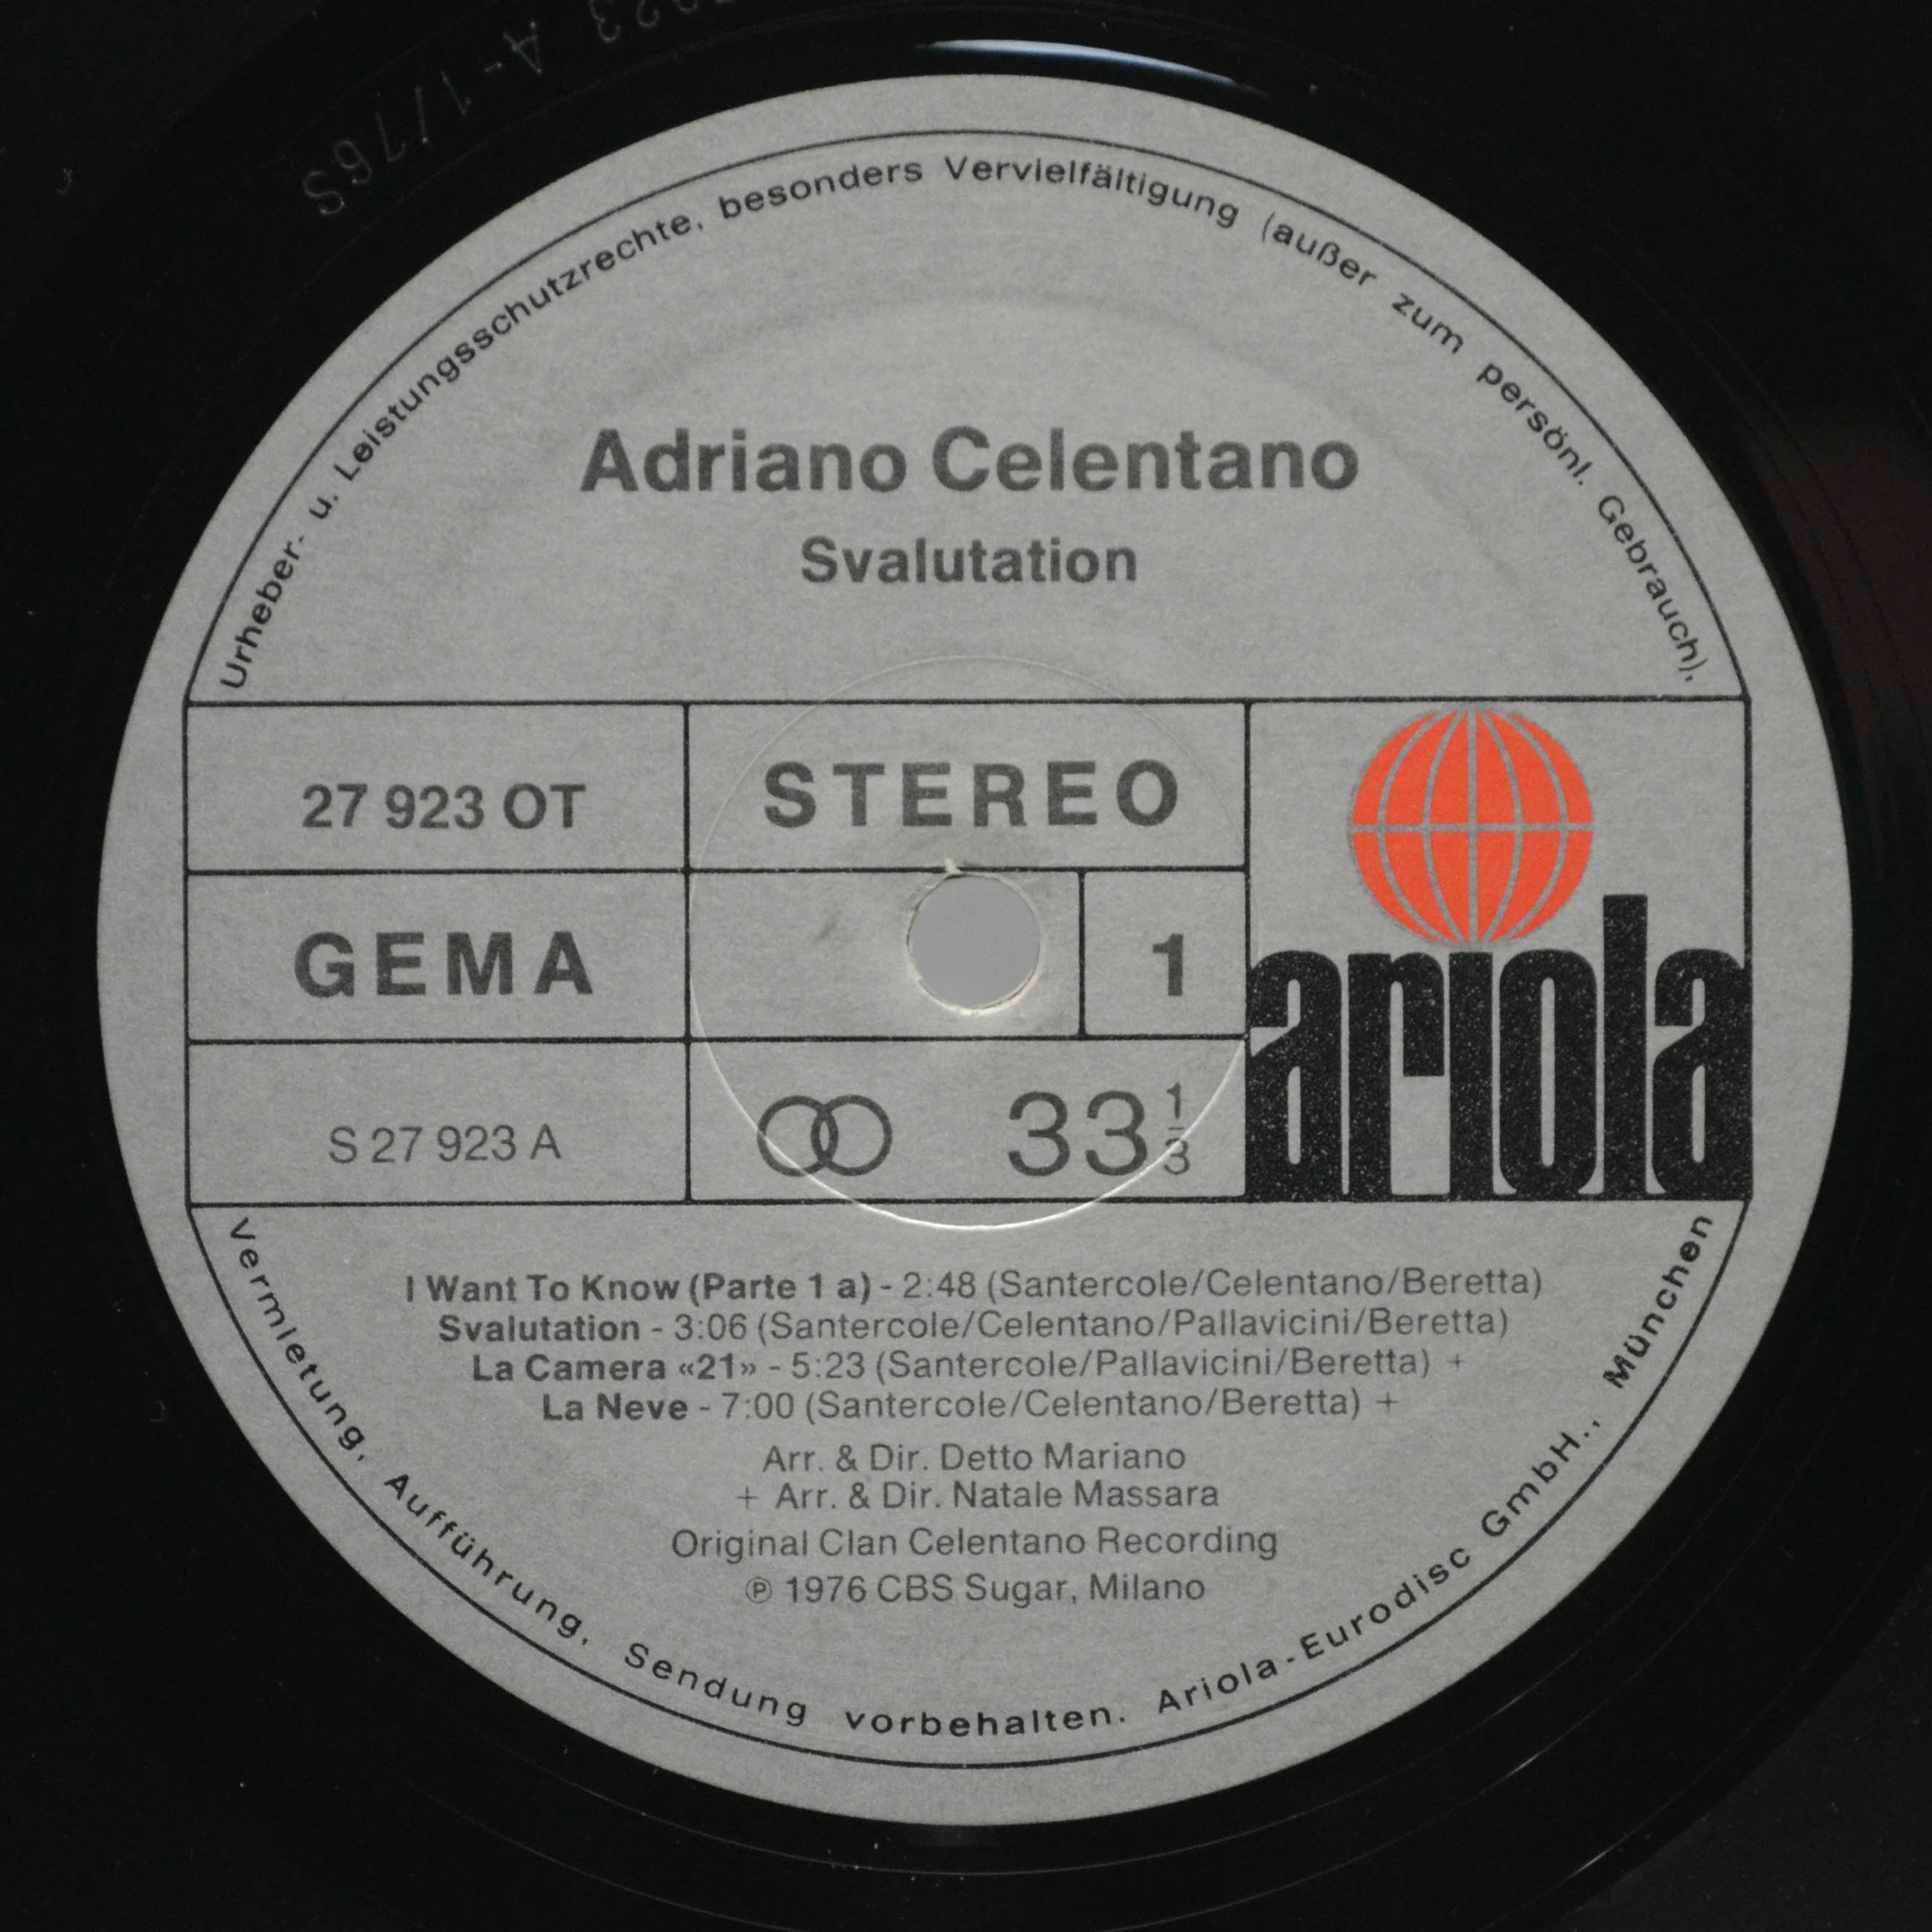 923 A-1/76S
Urheber- u. Leistungsschutzrechte, besonders Vervielfältigung (außer zum persönl. Gebrauch),
Adriano Celentano
Svalutation
27 923 OT
STEREO
GEMA
1
S 27 923 A
33 1/3
ariola
I Want To Know (Parte 1 a) - 2:48 (Santercole/Celentano/Beretta)
Svalutation - 3:06 (Santercole/Celentano/Pallavicini/Beretta)
La Camera «21» - 5:23 (Santercole/Pallavicini/Beretta) +
La Neve - 7:00 (Santercole/Celentano/Beretta) +
Arr. & Dir. Detto Mariano
+ Arr. & Dir. Natale Massara
Original Clan Celentano Recording
℗ 1976 CBS Sugar, Milano
Vermietung, Aufführung, Sendung vorbehalten. Ariola-Eurodisc GmbH., München